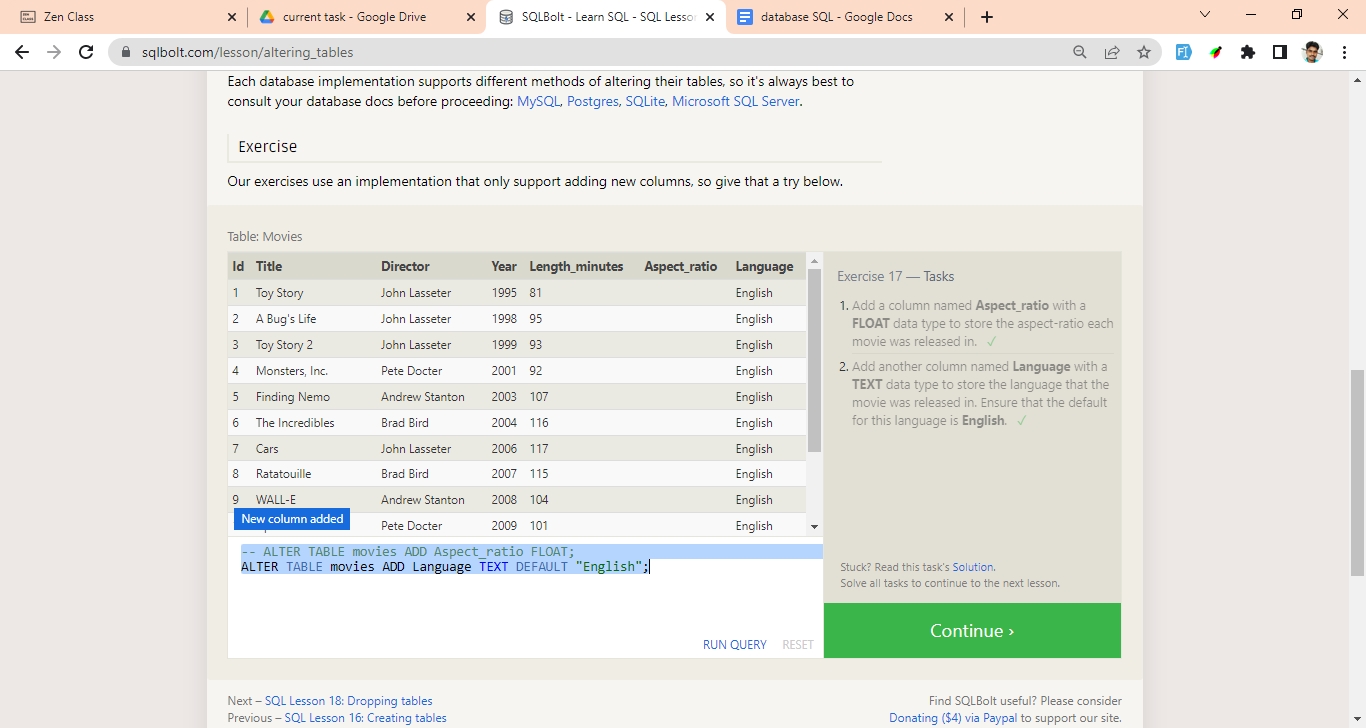 Zen Class
current task - Google Drive
SQLBolt - Learn SQL - SQL Lesson
database SQL - Google Docs
sqlbolt.com/lesson/altering_tables
Each database implementation supports different methods of altering their tables, so it's always best to
consult your database docs before proceeding: MySQL, Postgres, SQLite, Microsoft SQL Server.
Exercise
Our exercises use an implementation that only support adding new columns, so give that a try below.
Table: Movies
Id Title Director Year Length_minutes Aspect_ratio Language
1 Toy Story John Lasseter 1995 81 English
2 A Bug's Life John Lasseter 1998 95 English
3 Toy Story 2 John Lasseter 1999 93 English
4 Monsters, Inc. Pete Docter 2001 92 English
5 Finding Nemo Andrew Stanton 2003 107 English
6 The Incredibles Brad Bird 2004 116 English
7 Cars John Lasseter 2006 117 English
8 Ratatouille Brad Bird 2007 115 English
9 WALL-E Andrew Stanton 2008 104 English
Pete Docter 2009 101 English
New column added
-- ALTER TABLE movies ADD Aspect_ratio FLOAT;
ALTER TABLE movies ADD Language TEXT DEFAULT "English";
RUN QUERY RESET
Exercise 17 — Tasks
1. Add a column named Aspect_ratio with a
FLOAT data type to store the aspect-ratio each
movie was released in. ✓
2. Add another column named Language with a
TEXT data type to store the language that the
movie was released in. Ensure that the default
for this language is English. ✓
Stuck? Read this task's Solution.
Solve all tasks to continue to the next lesson.
Continue ›
Next – SQL Lesson 18: Dropping tables
Previous – SQL Lesson 16: Creating tables
Find SQLBolt useful? Please consider
Donating ($4) via Paypal to support our site.